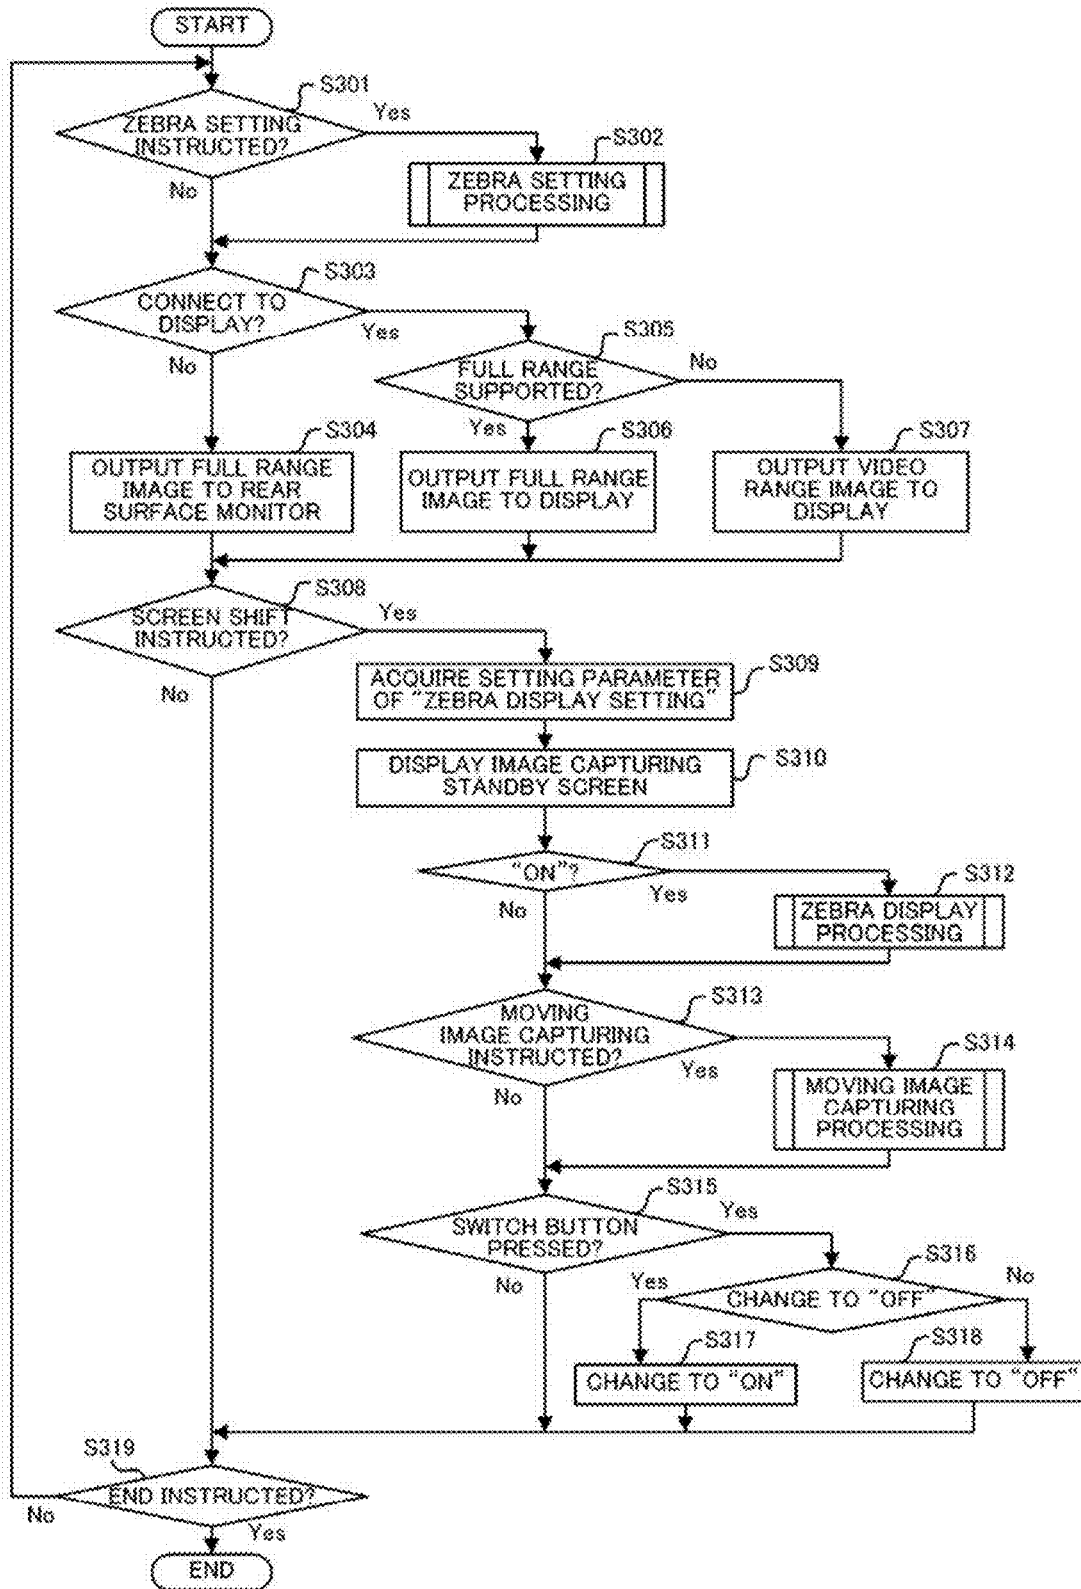 START
S301
ZEBRA SETTING
INSTRUCTED?
Yes
No
S302
ZEBRA SETTING
PROCESSING
S303
CONNECT TO
DISPLAY?
Yes
No
S305
FULL RANGE
SUPPORTED?
No
Yes
S304
OUTPUT FULL RANGE
IMAGE TO REAR
SURFACE MONITOR
S306
OUTPUT FULL RANGE
IMAGE TO DISPLAY
S307
OUTPUT VIDEO
RANGE IMAGE TO
DISPLAY
S308
SCREEN SHIFT
INSTRUCTED?
Yes
No
S309
ACQUIRE SETTING PARAMETER
OF "ZEBRA DISPLAY SETTING"
S310
DISPLAY IMAGE CAPTURING
STANDBY SCREEN
S311
"ON"?
Yes
No
S312
ZEBRA DISPLAY
PROCESSING
S313
MOVING
IMAGE CAPTURING
INSTRUCTED?
Yes
No
S314
MOVING IMAGE
CAPTURING
PROCESSING
S315
SWITCH BUTTON
PRESSED?
Yes
No
S316
CHANGE TO "OFF"
Yes
No
S317
CHANGE TO "ON"
S318
CHANGE TO "OFF"
S319
END INSTRUCTED?
No
Yes
END